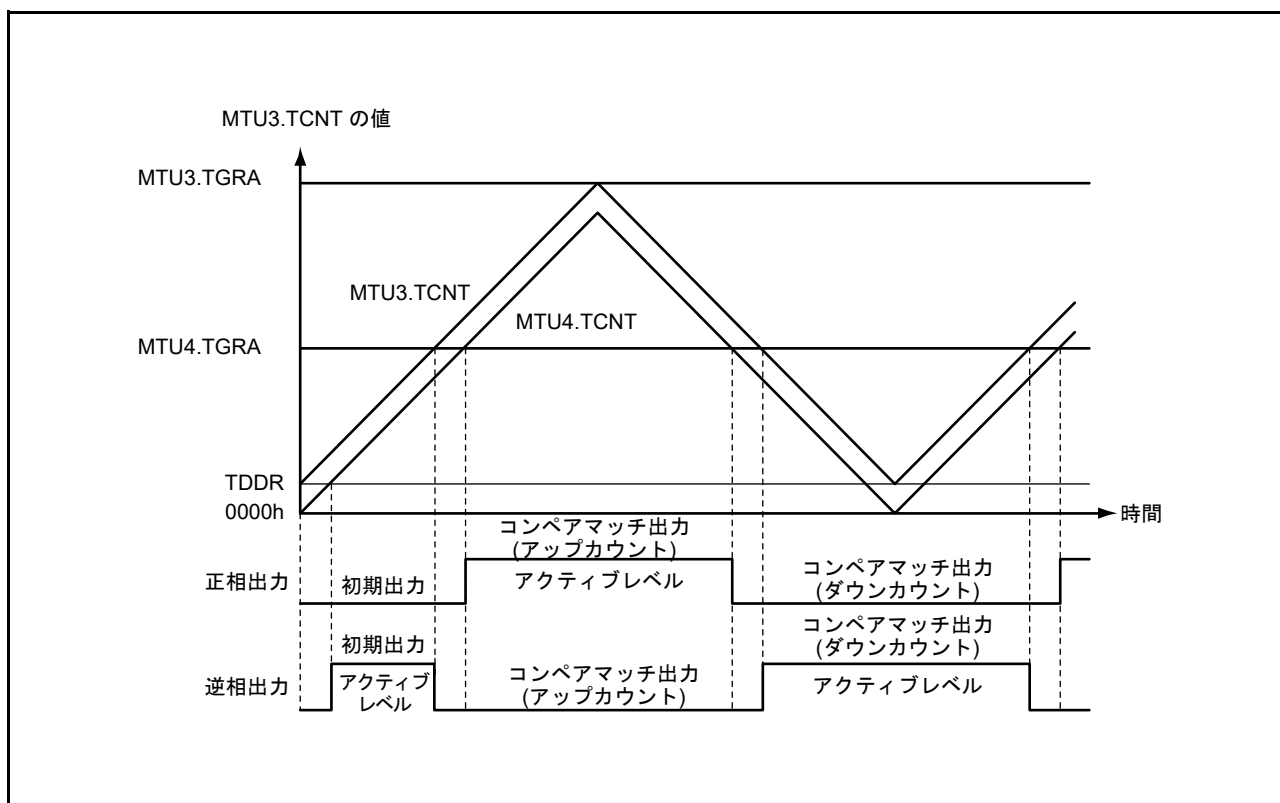 MTU3.TCNT の値
MTU3.TGRA
MTU3.TCNT
MTU4.TCNT
MTU4.TGRA
TDDR
0000h
時間
コンペアマッチ出力
(アップカウント)
正相出力
初期出力
アクティブレベル
コンペアマッチ出力
(ダウンカウント)
初期出力
コンペアマッチ出力
(ダウンカウント)
逆相出力
アクティブ
レベル
コンペアマッチ出力
(アップカウント)
アクティブレベル